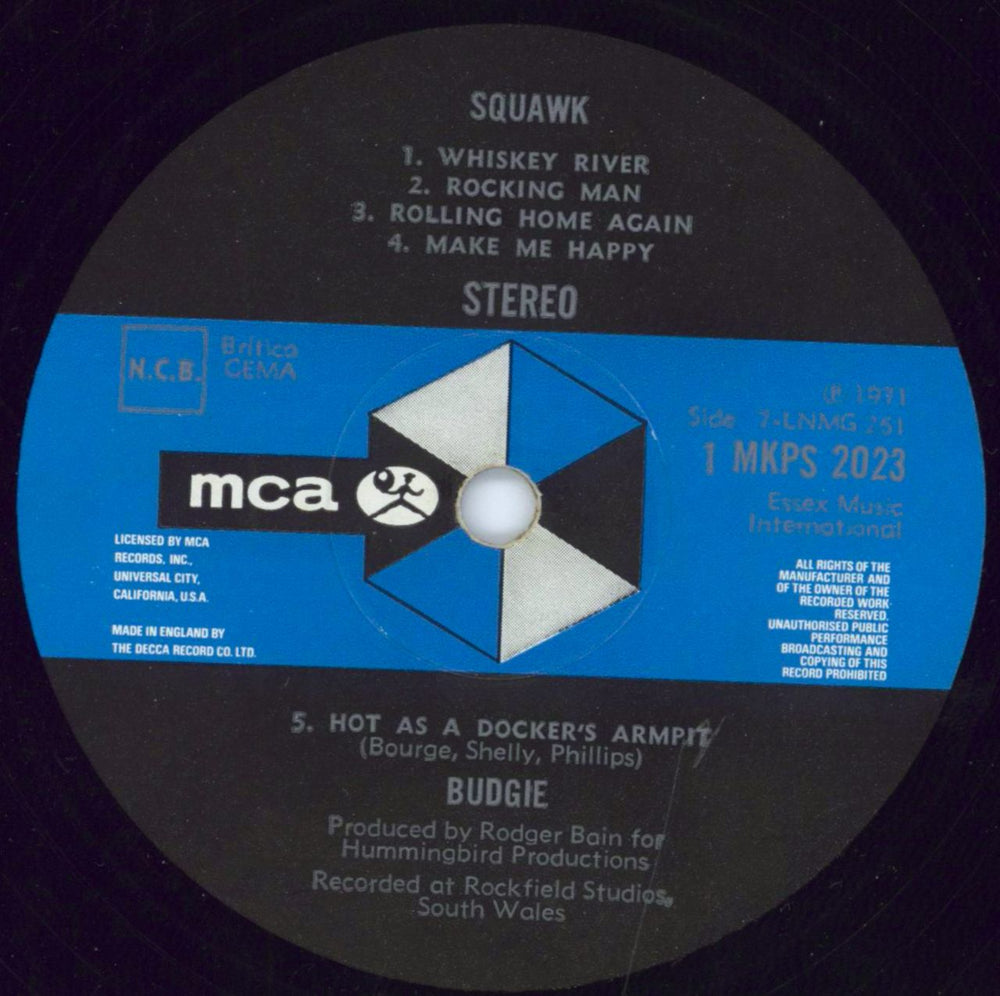 SQUAWK
1. WHISKEY RIVER
2. ROCKING MAN
3. ROLLING HOME AGAIN
4. MAKE ME HAPPY
STEREO
N.C.B.
Britico
GEMA
℗ 1971
Side 7-LNMG 261
1 MKPS 2023
Essex Music
International
mca
LICENSED BY MCA
RECORDS, INC.,
UNIVERSAL CITY,
CALIFORNIA, U.S.A.
MADE IN ENGLAND BY
THE DECCA RECORD CO. LTD.
ALL RIGHTS OF THE
MANUFACTURER AND
OF THE OWNER OF THE
RECORDED WORK
RESERVED.
UNAUTHORISED PUBLIC
PERFORMANCE
BROADCASTING AND
COPYING OF THIS
RECORD PROHIBITED
5. HOT AS A DOCKER'S ARMPIT
(Bourge, Shelly, Phillips)
BUDGIE
Produced by Rodger Bain for
Hummingbird Productions
Recorded at Rockfield Studios,
South Wales